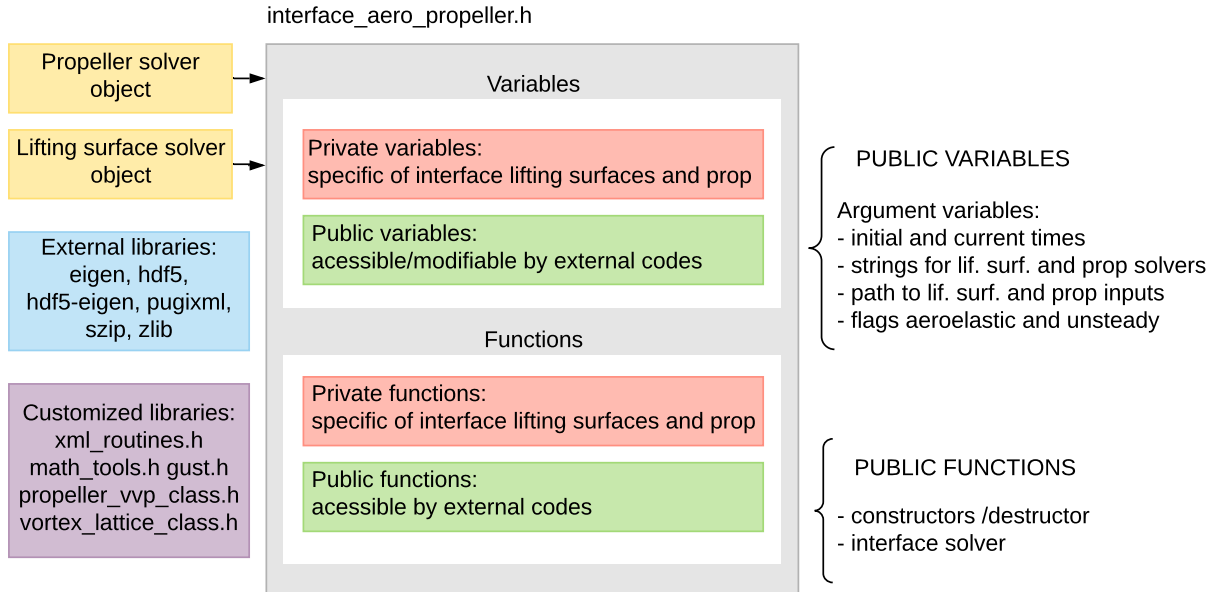 interface_aero_propeller.h
Propeller solver
object
Lifting surface solver
object
External libraries:
eigen, hdf5,
hdf5-eigen, pugixml,
szip, zlib
Customized libraries:
xml_routines.h
math_tools.h gust.h
propeller_vvp_class.h
vortex_lattice_class.h
Variables
Private variables:
specific of interface lifting surfaces and prop
Public variables:
acessible/modifiable by external codes
Functions
Private functions:
specific of interface lifting surfaces and prop
Public functions:
acessible by external codes
PUBLIC VARIABLES
Argument variables:
- initial and current times
- strings for lif. surf. and prop solvers
- path to lif. surf. and prop inputs
- flags aeroelastic and unsteady
PUBLIC FUNCTIONS
- constructors /destructor
- interface solver